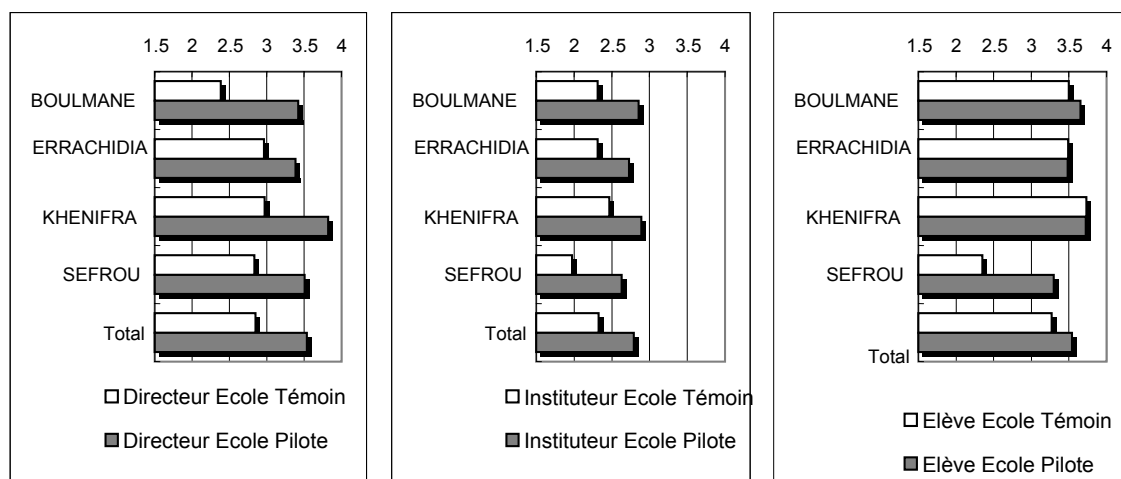 1.5 2 2.5 3 3.5 4
BOULMANE
ERRACHIDIA
KHENIFRA
SEFROU
Total
Directeur Ecole Témoin
Directeur Ecole Pilote
1.5 2 2.5 3 3.5 4
BOULMANE
ERRACHIDIA
KHENIFRA
SEFROU
Total
Instituteur Ecole Témoin
Instituteur Ecole Pilote
1.5 2 2.5 3 3.5 4
BOULMANE
ERRACHIDIA
KHENIFRA
SEFROU
Total
Elève Ecole Témoin
Elève Ecole Pilote